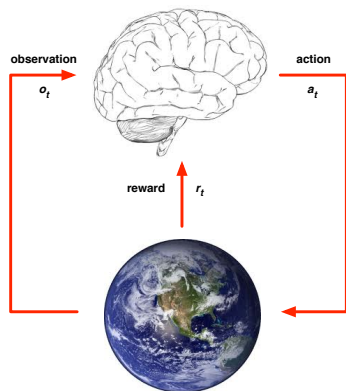 observation
o_t
action
a_t
reward
r_t